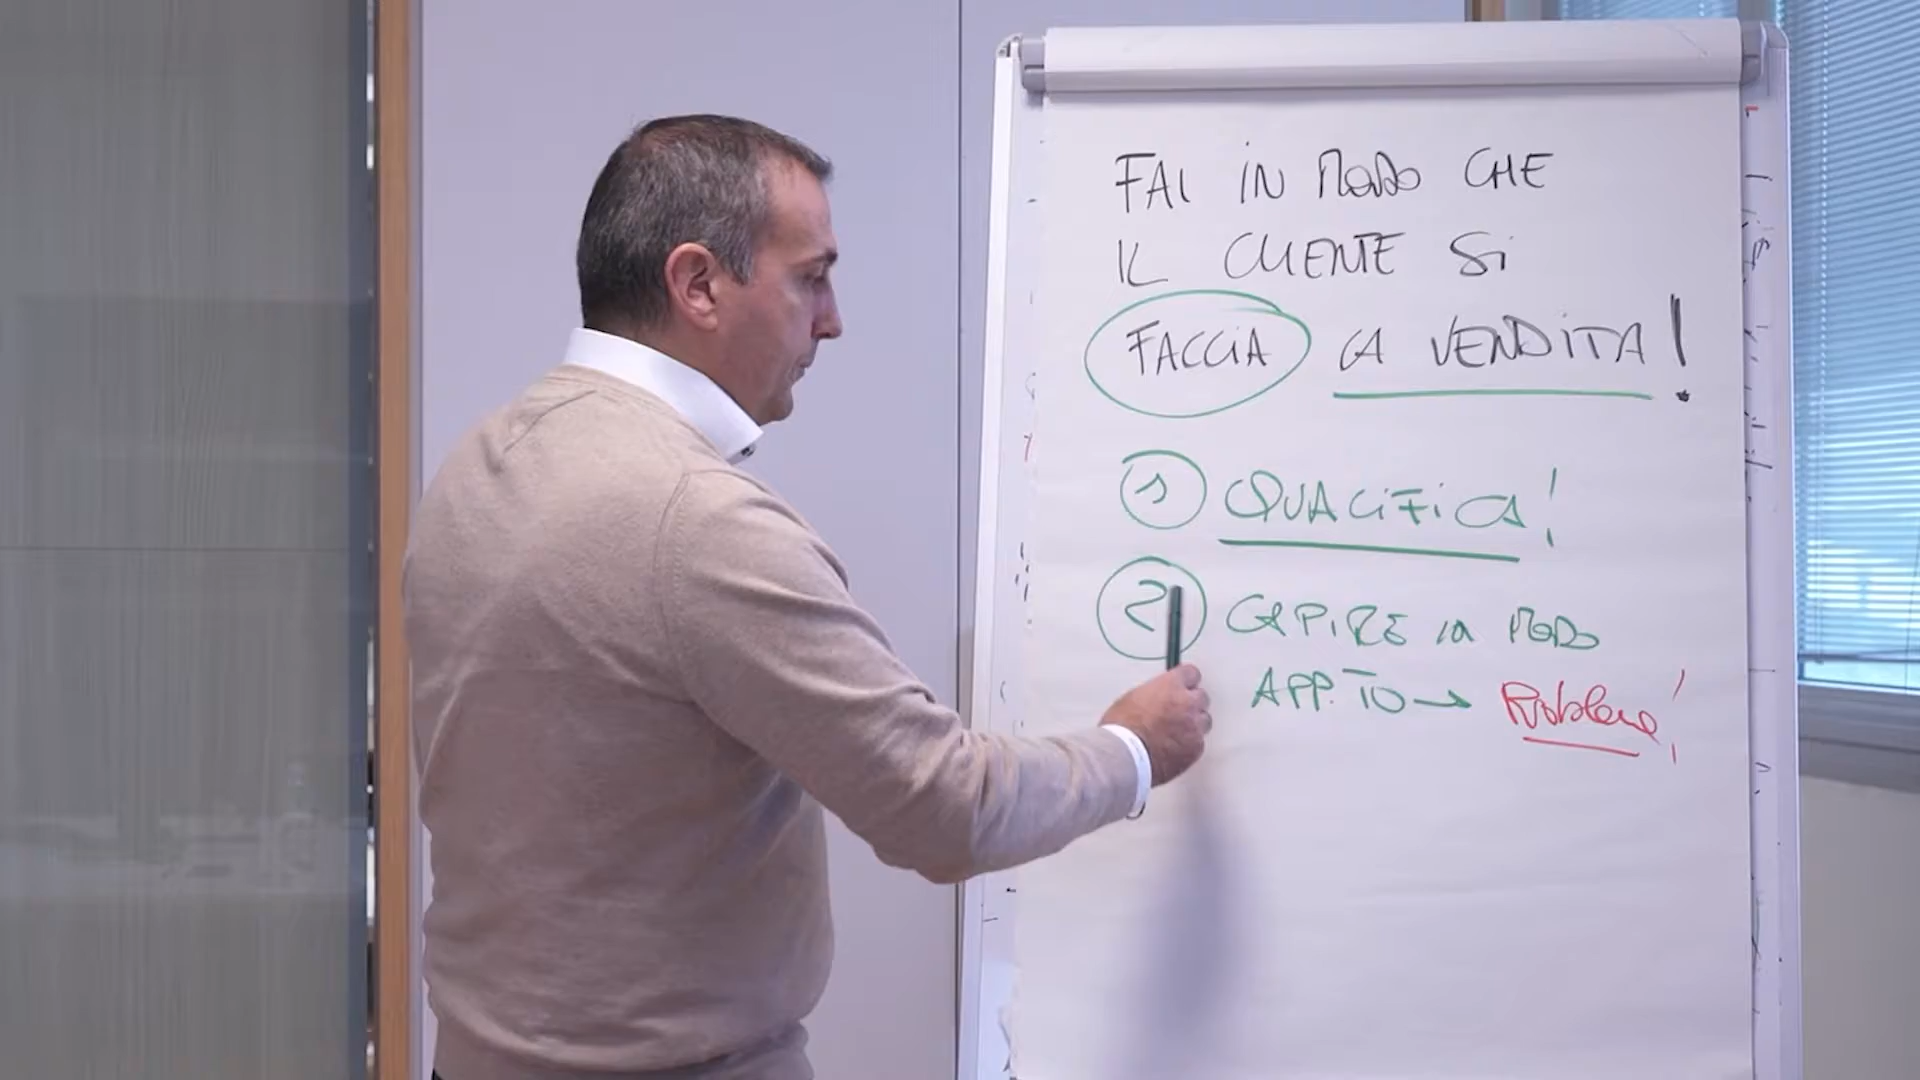 FAI IN MODO CHE
IL CLIENTE SI
FACCIA LA VENDITA!
1 QUALIFICA!
2 CAPIRE IN MODO
APP.TO → Problema!